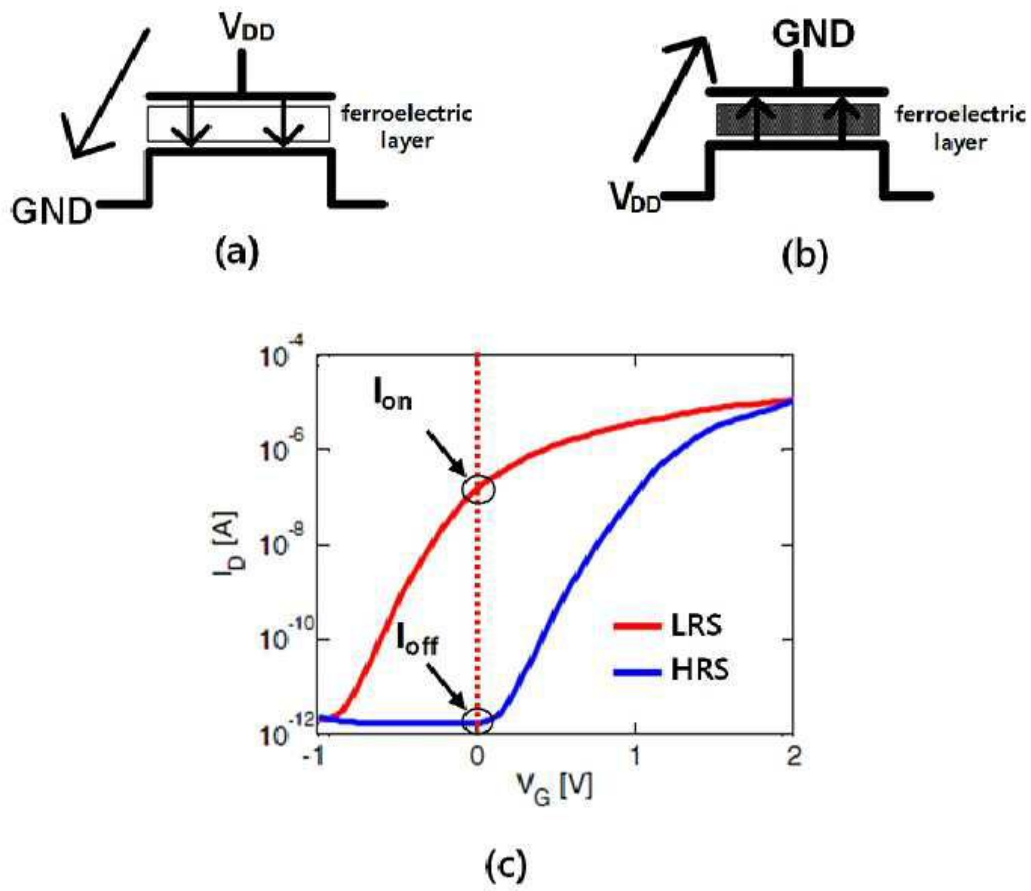 VDD
ferroelectric
layer
GND
(a)
GND
ferroelectric
layer
VDD
(b)
10-4
10-6
10-8
10-10
10-12
ID [A]
Ion
Ioff
LRS
HRS
-1 0 1 2
VG [V]
(c)